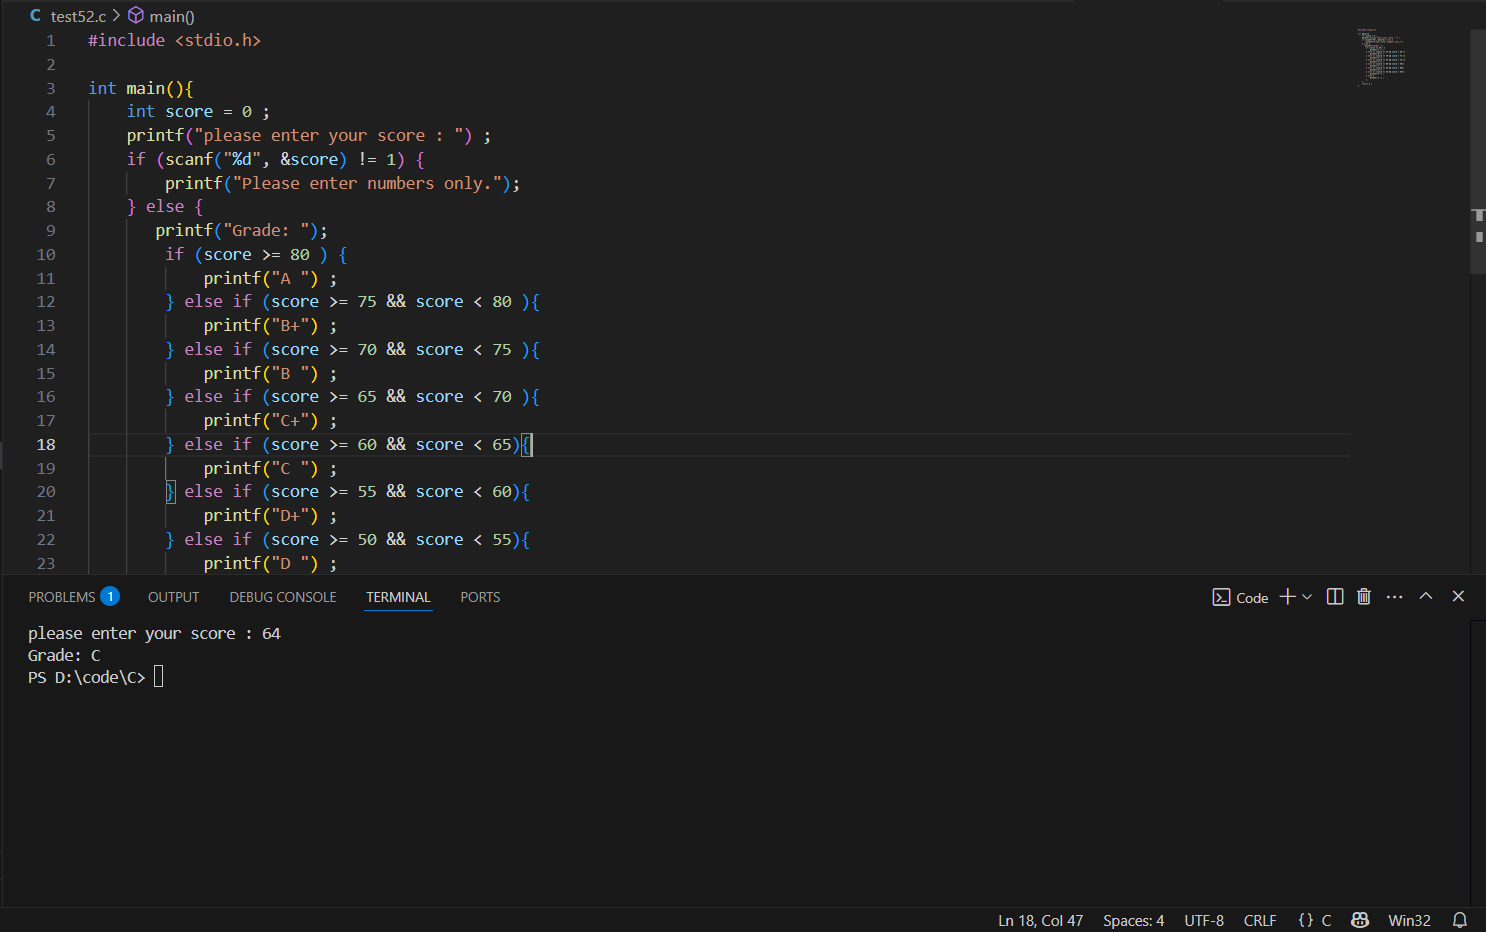 C test52.c > main()
1 #include <stdio.h>
2
3 int main(){
4     int score = 0 ;
5     printf("please enter your score : ") ;
6     if (scanf("%d", &score) != 1) {
7         printf("Please enter numbers only.");
8     } else {
9        printf("Grade: ");
10         if (score >= 80 ) {
11             printf("A ") ;
12         } else if (score >= 75 && score < 80 ){
13             printf("B+") ;
14         } else if (score >= 70 && score < 75 ){
15             printf("B ") ;
16         } else if (score >= 65 && score < 70 ){
17             printf("C+") ;
18         } else if (score >= 60 && score < 65){
19             printf("C ") ;
20         } else if (score >= 55 && score < 60){
21             printf("D+") ;
22         } else if (score >= 50 && score < 55){
23             printf("D ") ;
PROBLEMS 1 OUTPUT DEBUG CONSOLE TERMINAL PORTS Code
please enter your score : 64
Grade: C
PS D:\code\C>
Ln 18, Col 47 Spaces: 4 UTF-8 CRLF {} C Win32